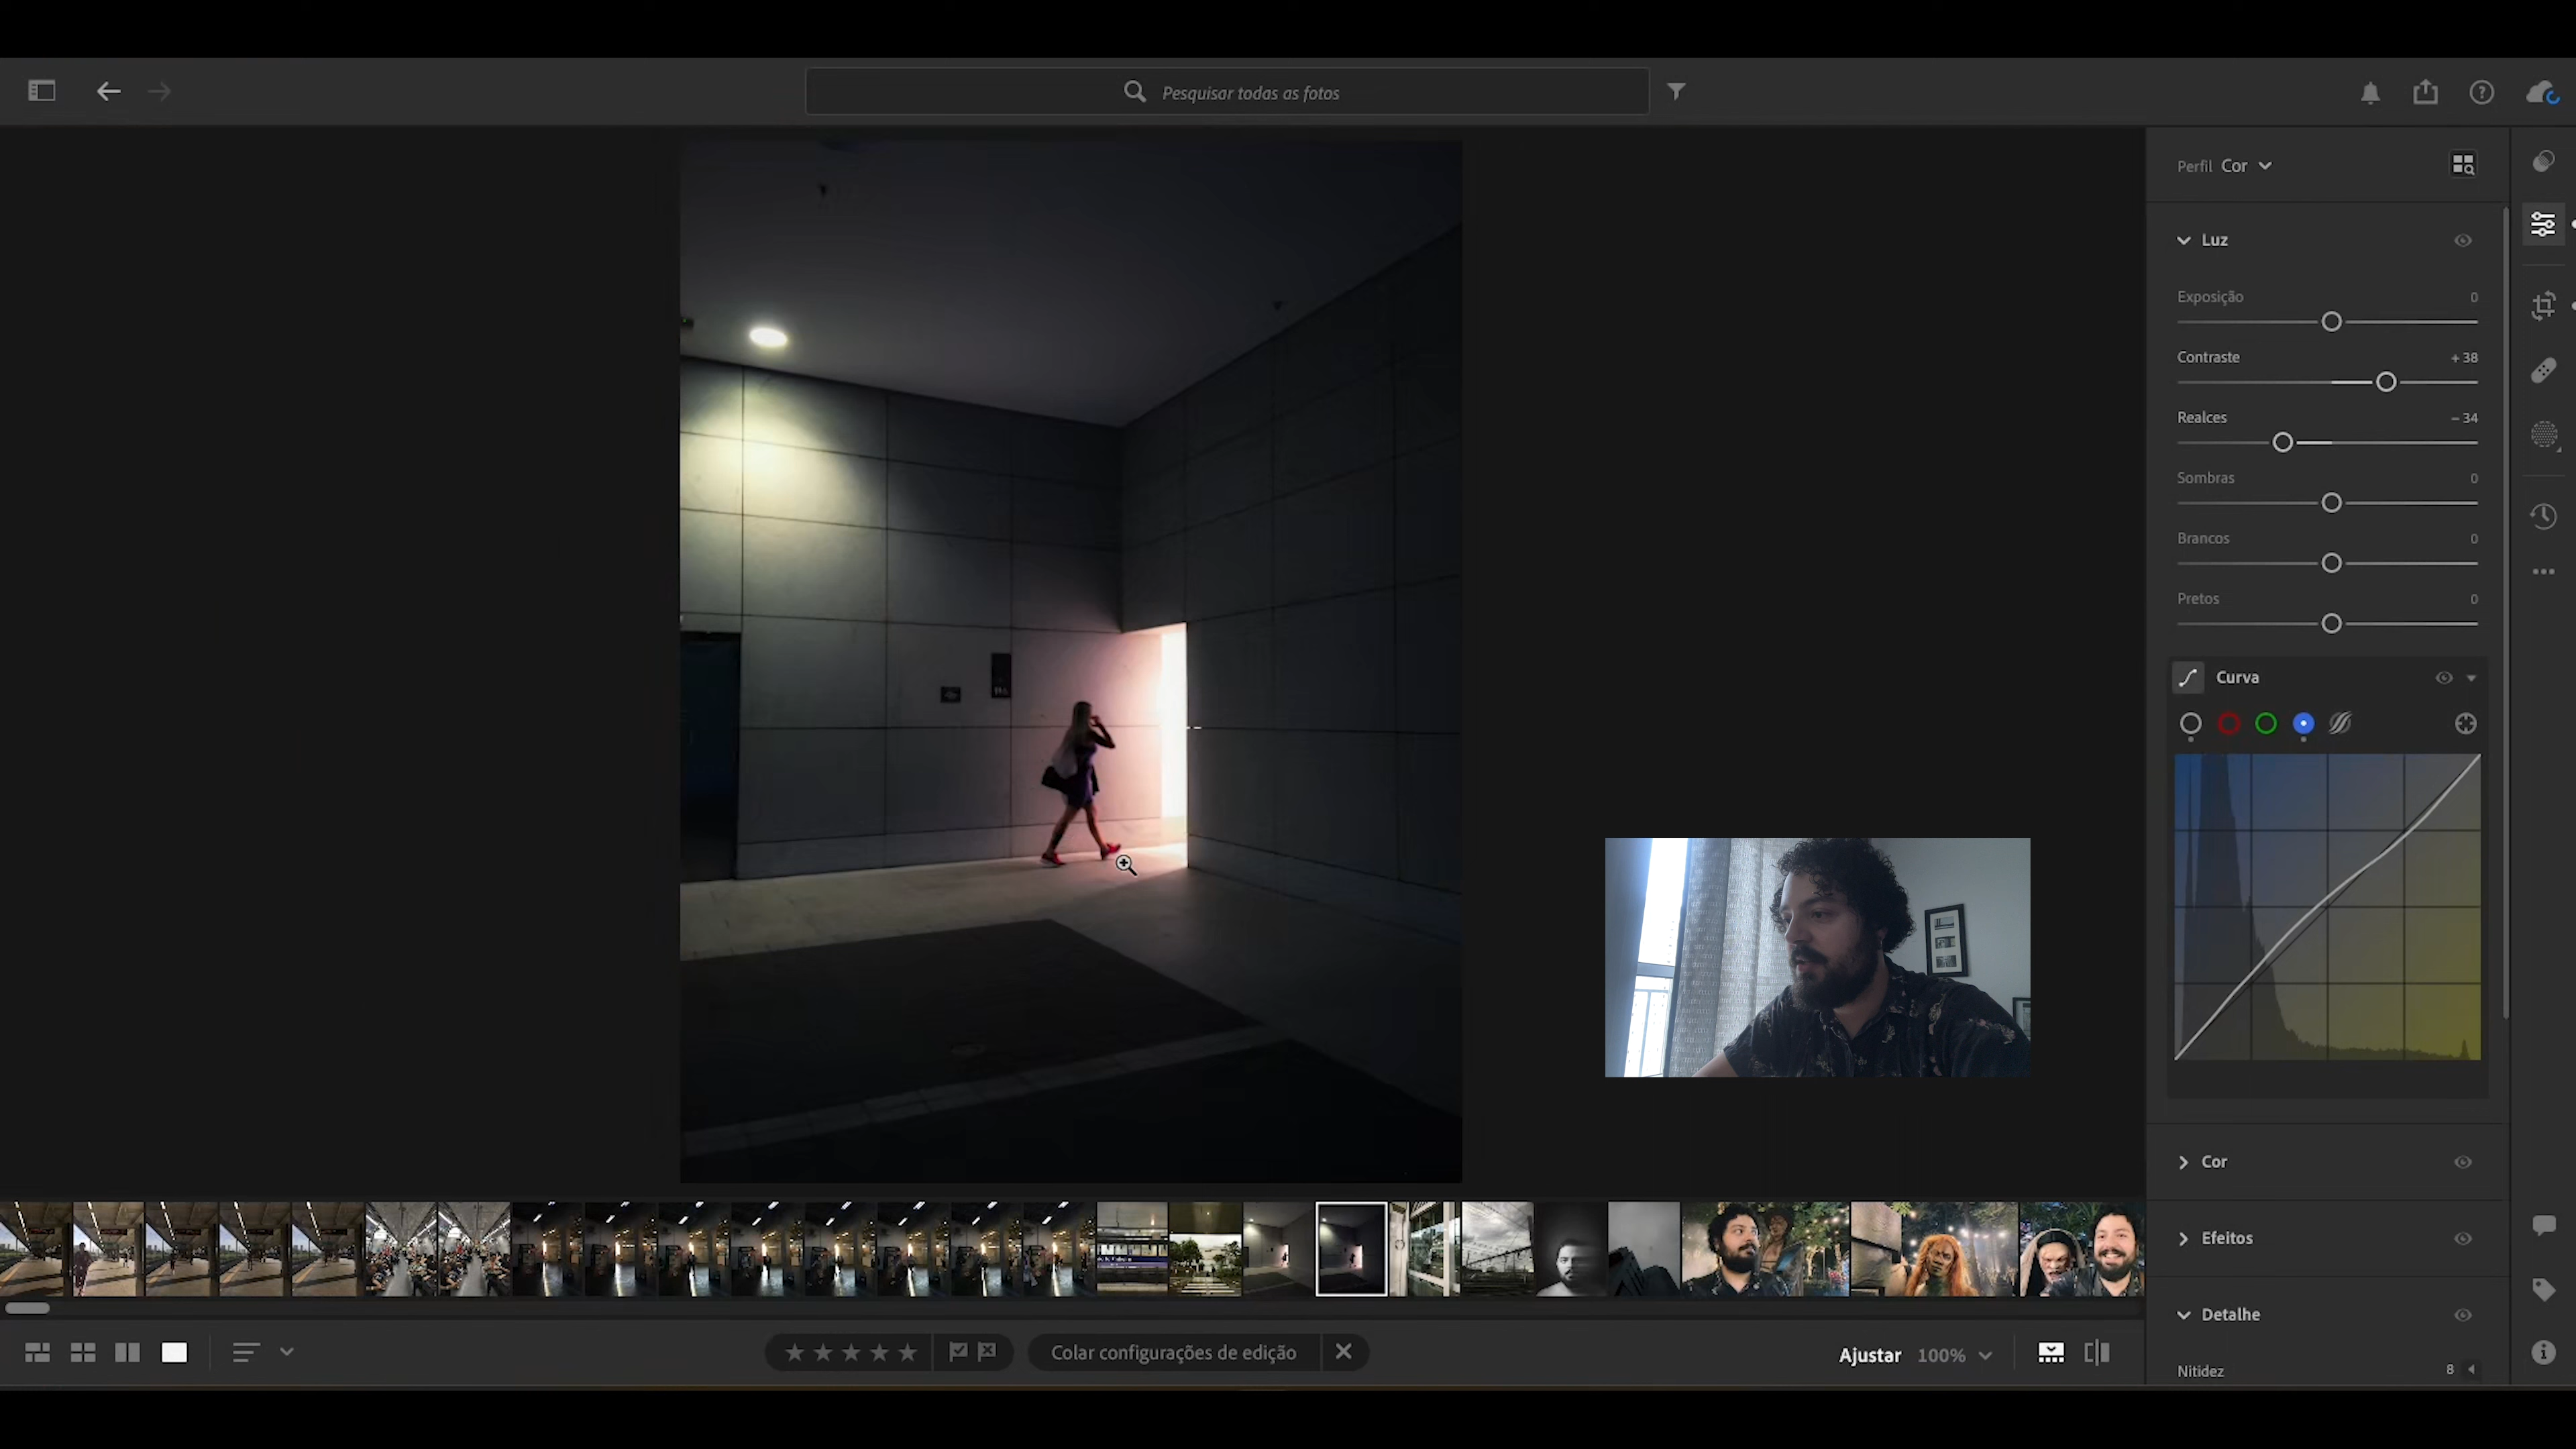 Pesquisar todas as fotos
Perfil Cor
Luz
Exposição 0
Contraste + 38
Realces − 34
Sombras 0
Brancos 0
Pretos 0
Curva
Cor
Efeitos
Detalhe
Nitidez 8
Colar configurações de edição
Ajustar 100%